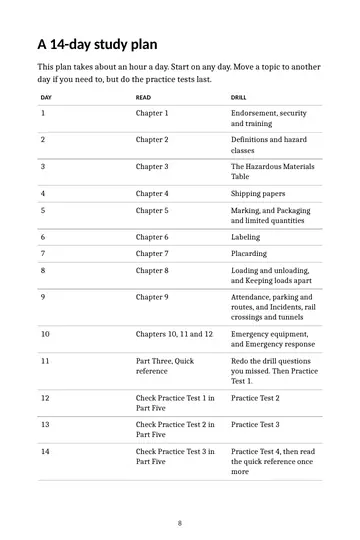 A 14-day study plan
This plan takes about an hour a day. Start on any day. Move a topic to another
day if you need to, but do the practice tests last.
DAY READ DRILL
1 Chapter 1 Endorsement, security
and training
2 Chapter 2 Definitions and hazard
classes
3 Chapter 3 The Hazardous Materials
Table
4 Chapter 4 Shipping papers
5 Chapter 5 Marking, and Packaging
and limited quantities
6 Chapter 6 Labeling
7 Chapter 7 Placarding
8 Chapter 8 Loading and unloading,
and Keeping loads apart
9 Chapter 9 Attendance, parking and
routes, and Incidents, rail
crossings and tunnels
10 Chapters 10, 11 and 12 Emergency equipment,
and Emergency response
11 Part Three, Quick Redo the drill questions
reference you missed. Then Practice
Test 1.
12 Check Practice Test 1 in Practice Test 2
Part Five
13 Check Practice Test 2 in Practice Test 3
Part Five
14 Check Practice Test 3 in Practice Test 4, then read
Part Five the quick reference once
more
8